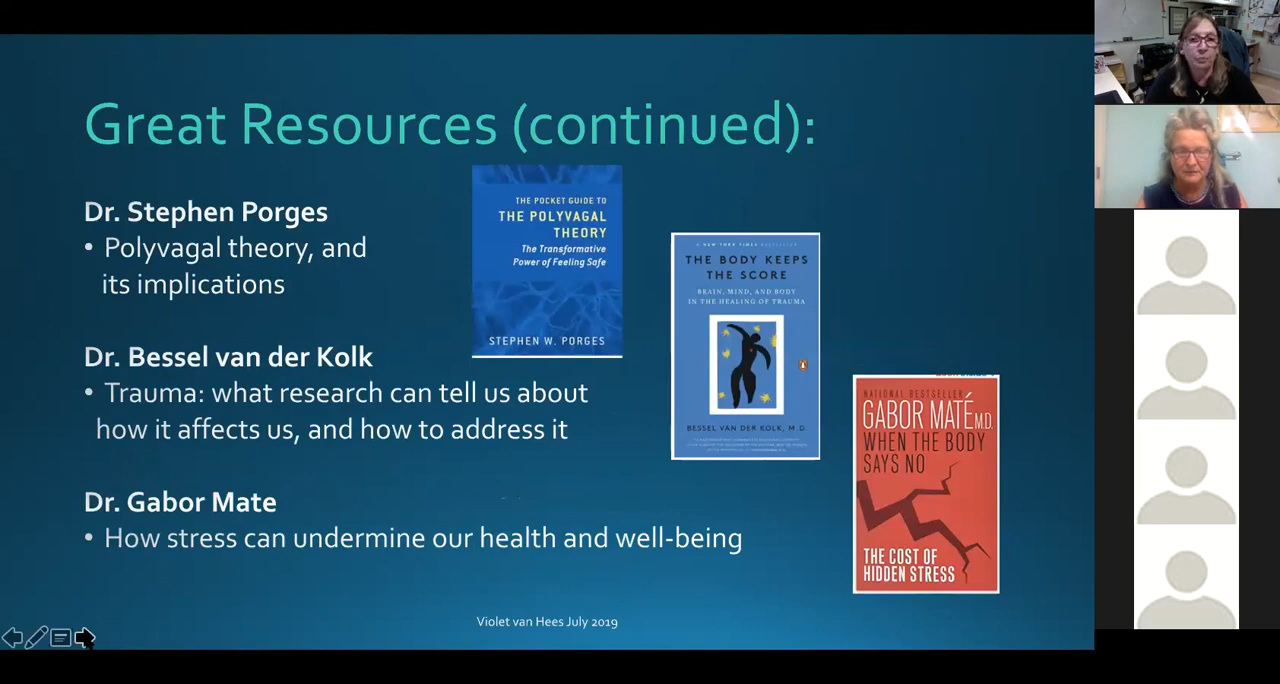 Great Resources (continued):
Dr. Stephen Porges
• Polyvagal theory, and
its implications
Dr. Bessel van der Kolk
• Trauma: what research can tell us about
how it affects us, and how to address it
Dr. Gabor Mate
• How stress can undermine our health and well-being
THE POCKET GUIDE TO
THE POLYVAGAL
THEORY
The Transformative
Power of Feeling Safe
STEPHEN W. PORGES
A NEW YORK TIMES BESTSELLER
THE BODY KEEPS
THE SCORE
BRAIN, MIND, AND BODY
IN THE HEALING OF TRAUMA
BESSEL VAN DER KOLK, M.D.
NATIONAL BESTSELLER
GABOR MATÉ M.D.
WHEN THE BODY
SAYS NO
THE COST OF
HIDDEN STRESS
Violet van Hees July 2019